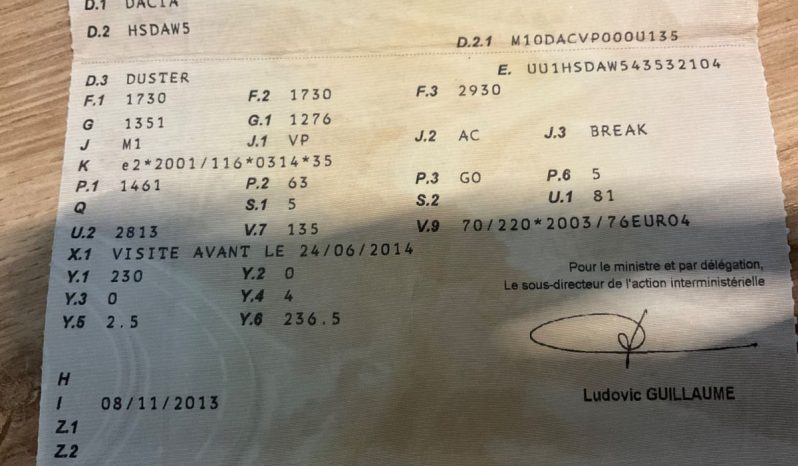 D.1 DACIA
D.2 HSDAW5
D.2.1 M10DACVP000U135
D.3 DUSTER E. UU1HSDAW543532104
F.1 1730 F.2 1730 F.3 2930
G 1351 G.1 1276
J M1 J.1 VP J.2 AC J.3 BREAK
K e2*2001/116*0314*35
P.1 1461 P.2 63 P.3 GO P.6 5
Q S.1 5 S.2 U.1 81
U.2 2813 V.7 135 V.9 70/220*2003/76EURO4
X.1 VISITE AVANT LE 24/06/2014
Y.1 230 Y.2 0
Y.3 0 Y.4 4
Y.5 2.5 Y.6 236.5
Pour le ministre et par délégation,
Le sous-directeur de l'action interministérielle
Ludovic GUILLAUME
H
I 08/11/2013
Z.1
Z.2